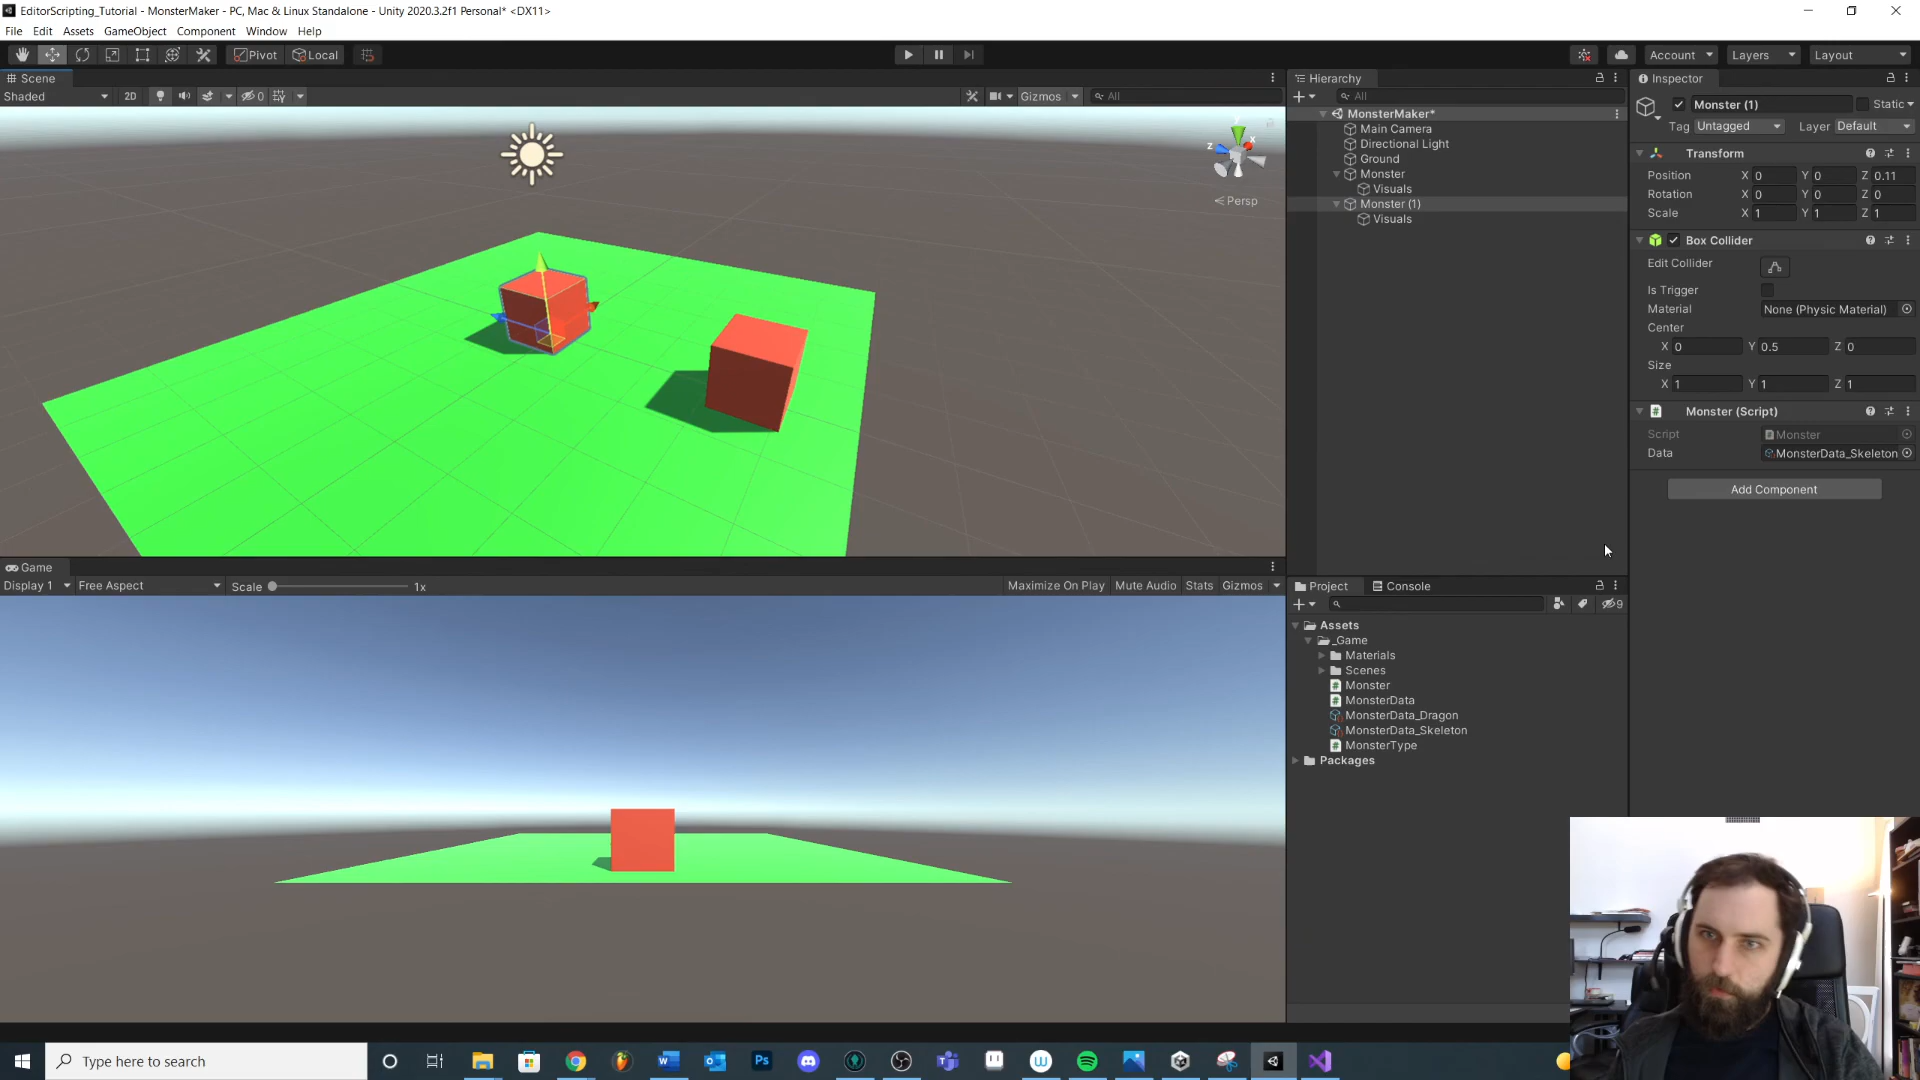 EditorScripting_Tutorial - MonsterMaker - PC, Mac & Linux Standalone - Unity 2020.3.2f1 Personal* <DX11>
File Edit Assets GameObject Component Window Help
Pivot Local Account Layers Layout
Scene
Shaded 2D 0 Gizmos All
y
x
z
Persp
Game
Display 1 Free Aspect Scale 1x Maximize On Play Mute Audio Stats Gizmos
Hierarchy
All
MonsterMaker*
Main Camera
Directional Light
Ground
Monster
Visuals
Monster (1)
Visuals
Project Console
9
Assets
_Game
Materials
Scenes
Monster
MonsterData
MonsterData_Dragon
MonsterData_Skeleton
MonsterType
Packages
Inspector
Monster (1) Static
Tag Untagged Layer Default
Transform
Position X 0 Y 0 Z 0.11
Rotation X 0 Y 0 Z 0
Scale X 1 Y 1 Z 1
Box Collider
Edit Collider
Is Trigger
Material None (Physic Material)
Center
X 0 Y 0.5 Z 0
Size
X 1 Y 1 Z 1
Monster (Script)
Script Monster
Data MonsterData_Skeleton
Add Component
Type here to search